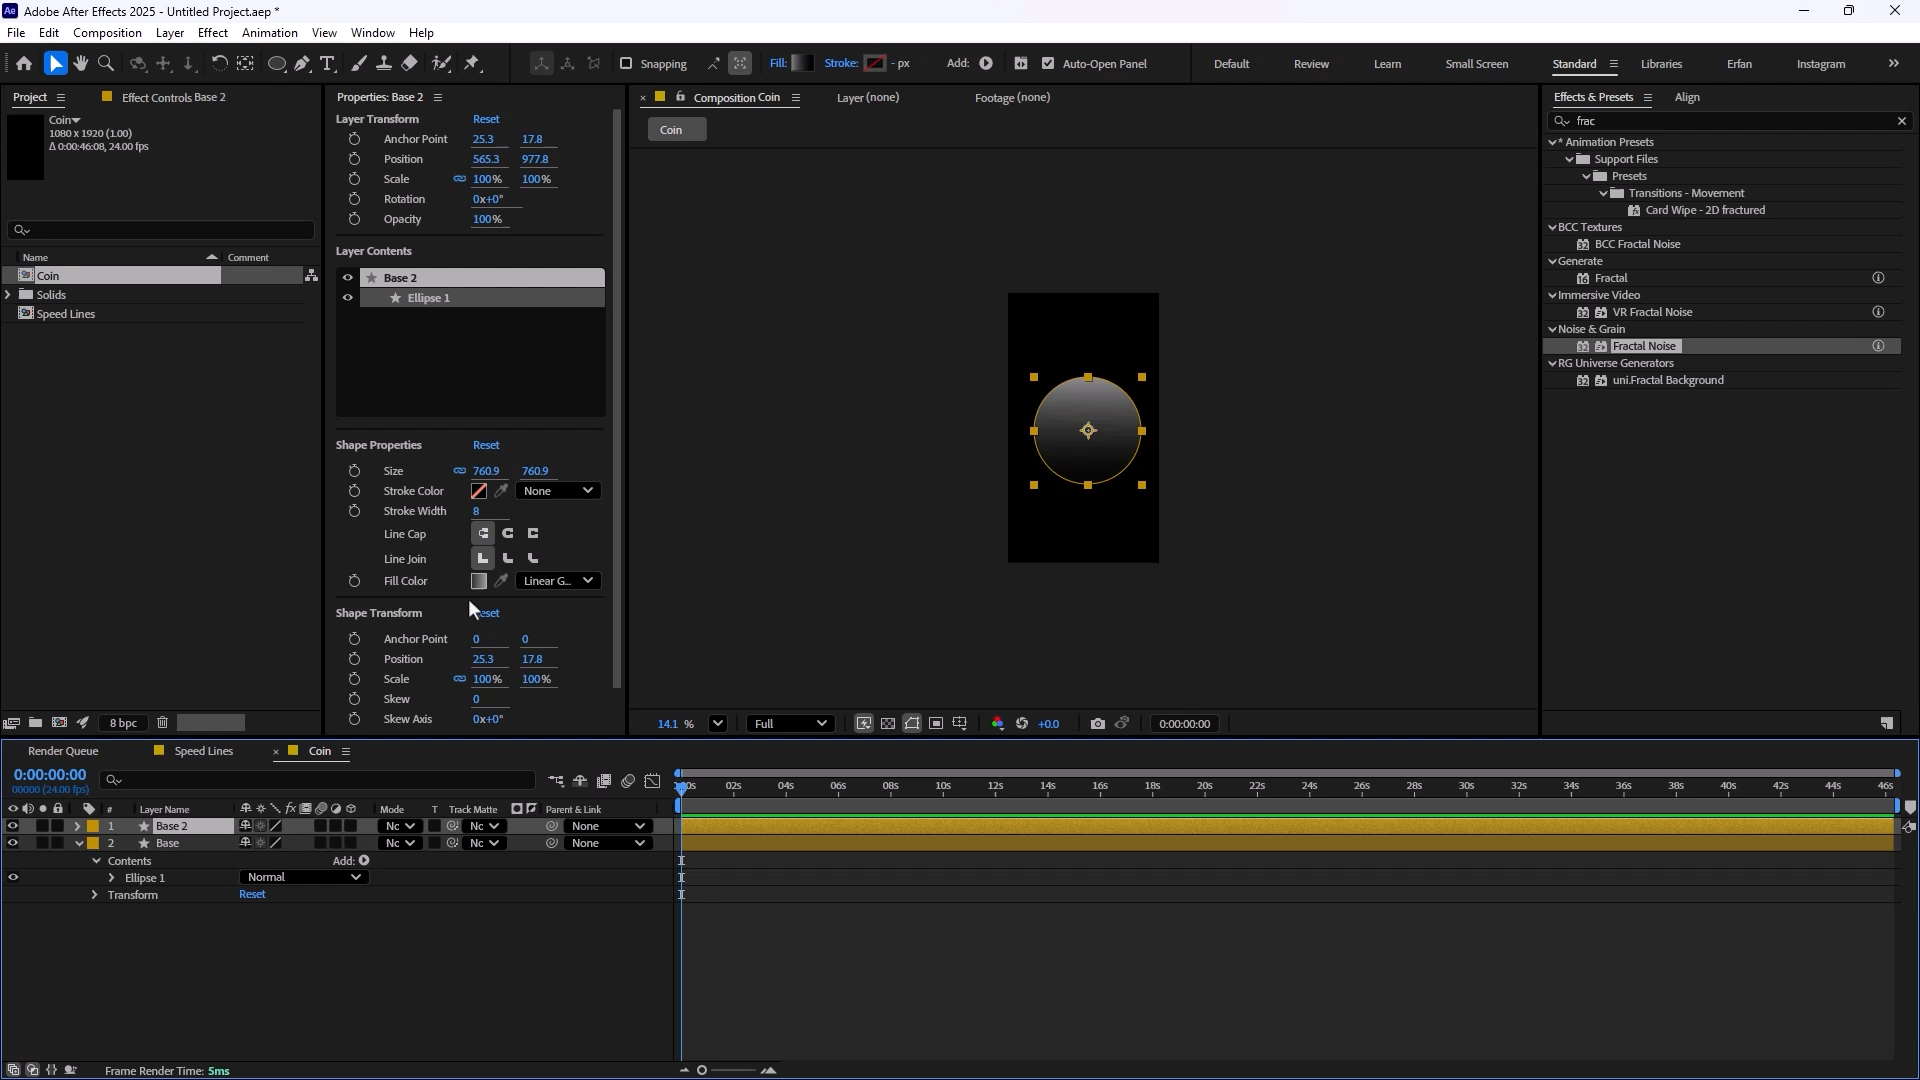 Ae Adobe After Effects 2025 - Untitled Project.aep *
File Edit Composition Layer Effect Animation View Window Help
Snapping Fill: Stroke: - px Add: Auto-Open Panel Default Review Learn Small Screen Standard Libraries Erfan Instagram
Project Effect Controls Base 2
Coin
1080 x 1920 (1.00)
Δ 0:00:46:08, 24.00 fps
Name Comment
Coin
Solids
Speed Lines
8 bpc
Properties: Base 2
Layer Transform Reset
Anchor Point 25.3 17.8
Position 565.3 977.8
Scale 100% 100%
Rotation 0x+0°
Opacity 100%
Layer Contents
Base 2
Ellipse 1
Shape Properties Reset
Size 760.9 760.9
Stroke Color None
Stroke Width 8
Line Cap
Line Join
Fill Color Linear G...
Shape Transform
Anchor Point 0 0
Position 25.3 17.8
Scale 100% 100%
Skew 0
Skew Axis 0x+0°
Composition Coin Layer (none) Footage (none)
Coin
14.1 % Full +0.0 0:00:00:00
Effects & Presets Align
frac
* Animation Presets
Support Files
Presets
Transitions - Movement
Card Wipe - 2D fractured
BCC Textures
32 BCC Fractal Noise
Generate
16 Fractal
Immersive Video
32 VR Fractal Noise
Noise & Grain
32 Fractal Noise
RG Universe Generators
32 uni.Fractal Background
Render Queue Speed Lines Coin
0:00:00:00
00000 (24.00 fps)
02s 04s 06s 08s 10s 12s 14s 16s 18s 20s 22s 24s 26s 28s 30s 32s 34s 36s 38s 40s 42s 44s 46s
# Layer Name fx Mode T Track Matte Parent & Link
1 Base 2 Nc Nc None
2 Base Nc Nc None
Contents Add:
Ellipse 1 Normal
Transform Reset
Frame Render Time: 5ms